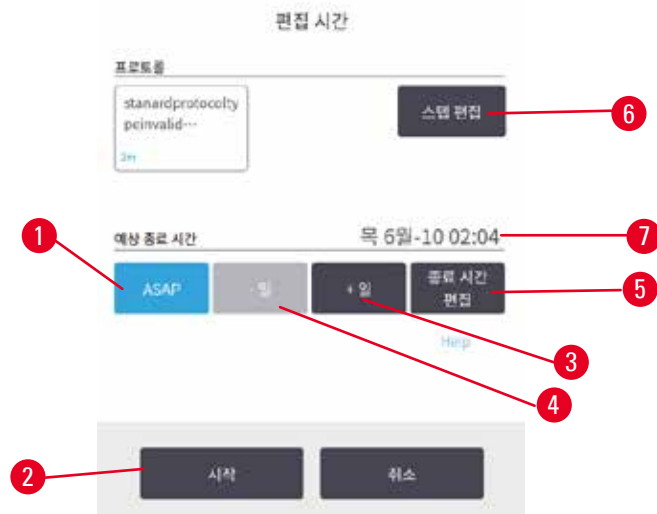 편집 시간
프로토콜
stanardprotocolty
peinvalid···
2m
스텝 편집
6
1
예상 종료 시간
목 6월-10 02:04
7
ASAP
- 일
+ 일
종료 시간
편집
5
Help
3
4
2
시작
취소